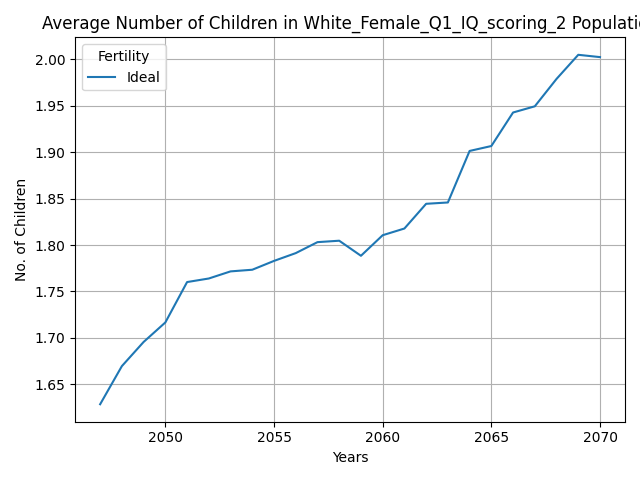 Average Number of Children in White_Female_Q1_IQ_scoring_2 Populatio
Fertility
Ideal
No. of Children
2.00
1.95
1.90
1.85
1.80
1.75
1.70
1.65
2050
2055
2060
2065
2070
Years